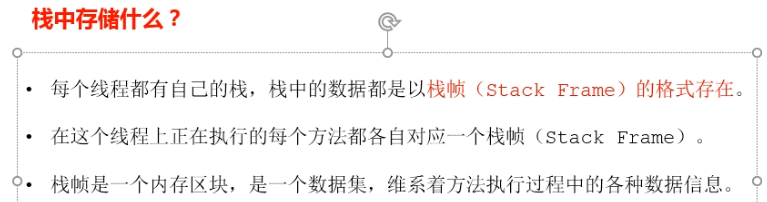 栈中存储什么？
• 每个线程都有自己的栈，栈中的数据都是以栈帧（Stack Frame）的格式存在。
• 在这个线程上正在执行的每个方法都各自对应一个栈帧（Stack Frame）。
• 栈帧是一个内存区块，是一个数据集，维系着方法执行过程中的各种数据信息。